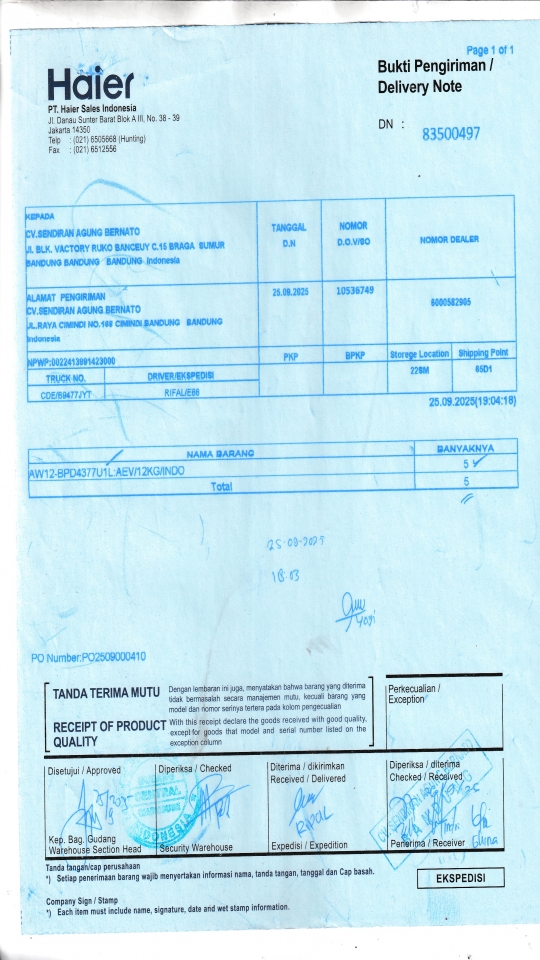 Page 1 of 1
Haier
Bukti Pengiriman /
Delivery Note
PT. Haier Sales Indonesia
Jl. Danau Sunter Barat Blok A III, No. 38 - 39
Jakarta 14350
Telp : (021) 6505668 (Hunting)
Fax : (021) 6512556
DN : 83500497
KEPADA
CV.SENDIRAN AGUNG BERNATO
Jl. BLK. VACTORY RUKO BANCEUY C.15 BRAGA SUMUR
BANDUNG BANDUNG BANDUNG Indonesia
TANGGAL
D.N
NOMOR
D.O.V/SO
NOMOR DEALER
ALAMAT PENGIRIMAN
CV.SENDIRAN AGUNG BERNATO
JL.RAYA CIMINDI NO.168 CIMINDI BANDUNG BANDUNG
Indonesia
25.09.2025
10536749
6000582905
NPWP:0022413991423000
PKP
BPKP
Storege Location
Shipping Point
TRUCK NO.
DRIVER/EKSPEDISI
22SM
65D1
CDE/B9477JYT
RIFAL/E66
25.09.2025(19:04:18)
NAMA BARANG
BANYAKNYA
AW12-BPD4377U1L:AEV/12KG/INDO
5
Total
5
25-09-2025
18:03
Yogi
PO Number:PO2509000410
TANDA TERIMA MUTU
Dengan lembaran ini juga, menyatakan bahwa barang yang diterima
tidak bermasalah secara manajemen mutu, kecuali barang yang
model dan nomor serinya tertera pada kolom pengecualian
RECEIPT OF PRODUCT
QUALITY
With this receipt declare the goods received with good quality,
except for goods that model and serial number listed on the
exception column
Perkecualian /
Exception
Disetujui / Approved
Diperiksa / Checked
Diterima / dikirimkan
Received / Delivered
Diperiksa / diterima
Checked / Received
CENTRAL
INDONESIA
RIPAL
Kep. Bag. Gudang
Warehouse Section Head
Security Warehouse
Expedisi / Expedition
Penerima / Receiver
Tanda tangan/cap perusahaan
*) Setiap penerimaan barang wajib menyertakan informasi nama, tanda tangan, tanggal dan Cap basah.
EKSPEDISI
Company Sign / Stamp
*) Each item must include name, signature, date and wet stamp information.